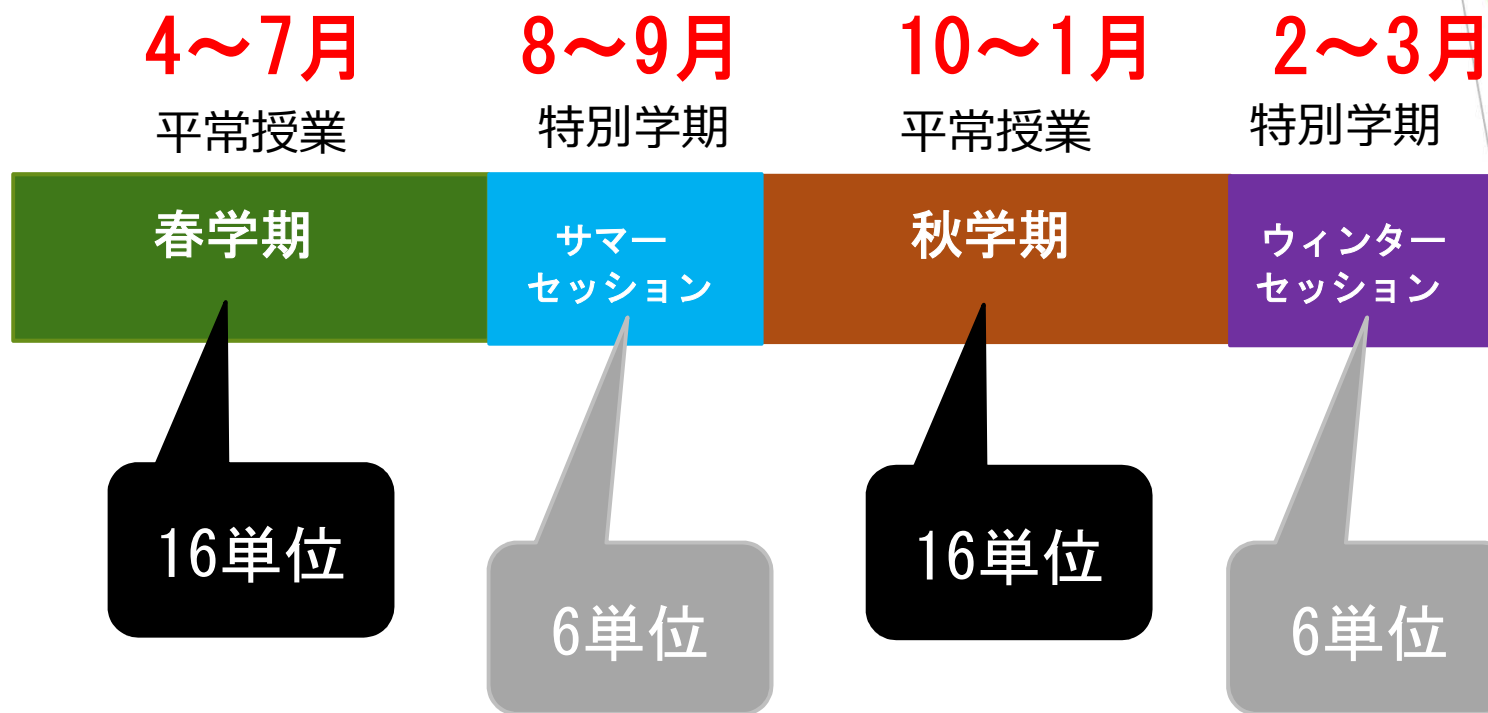 4～7月
8～9月
10～1月
2～3月
平常授業
特別学期
平常授業
特別学期
春学期
サマー
セッション
秋学期
ウィンター
セッション
16単位
6単位
16単位
6単位